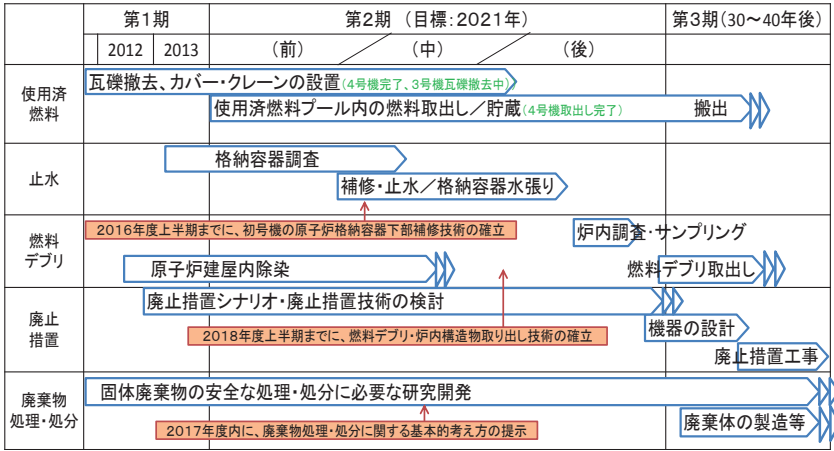 第1期
第2期 (目標:2021年)
第3期(30～40年後)
2012
2013
(前)
(中)
(後)
使用済
燃料
瓦礫撤去、カバー・クレーンの設置(4号機完了、3号機瓦礫撤去中)
使用済燃料プール内の燃料取出し／貯蔵(4号機取出し完了)
搬出
止水
格納容器調査
補修・止水／格納容器水張り
燃料
デブリ
2016年度上半期までに、初号機の原子炉格納容器下部補修技術の確立
炉内調査・サンプリング
原子炉建屋内除染
燃料デブリ取出し
廃止
措置
廃止措置シナリオ・廃止措置技術の検討
機器の設計
2018年度上半期までに、燃料デブリ・炉内構造物取り出し技術の確立
廃止措置工事
廃棄物
処理・処分
固体廃棄物の安全な処理・処分に必要な研究開発
廃棄体の製造等
2017年度内に、廃棄物処理・処分に関する基本的考え方の提示